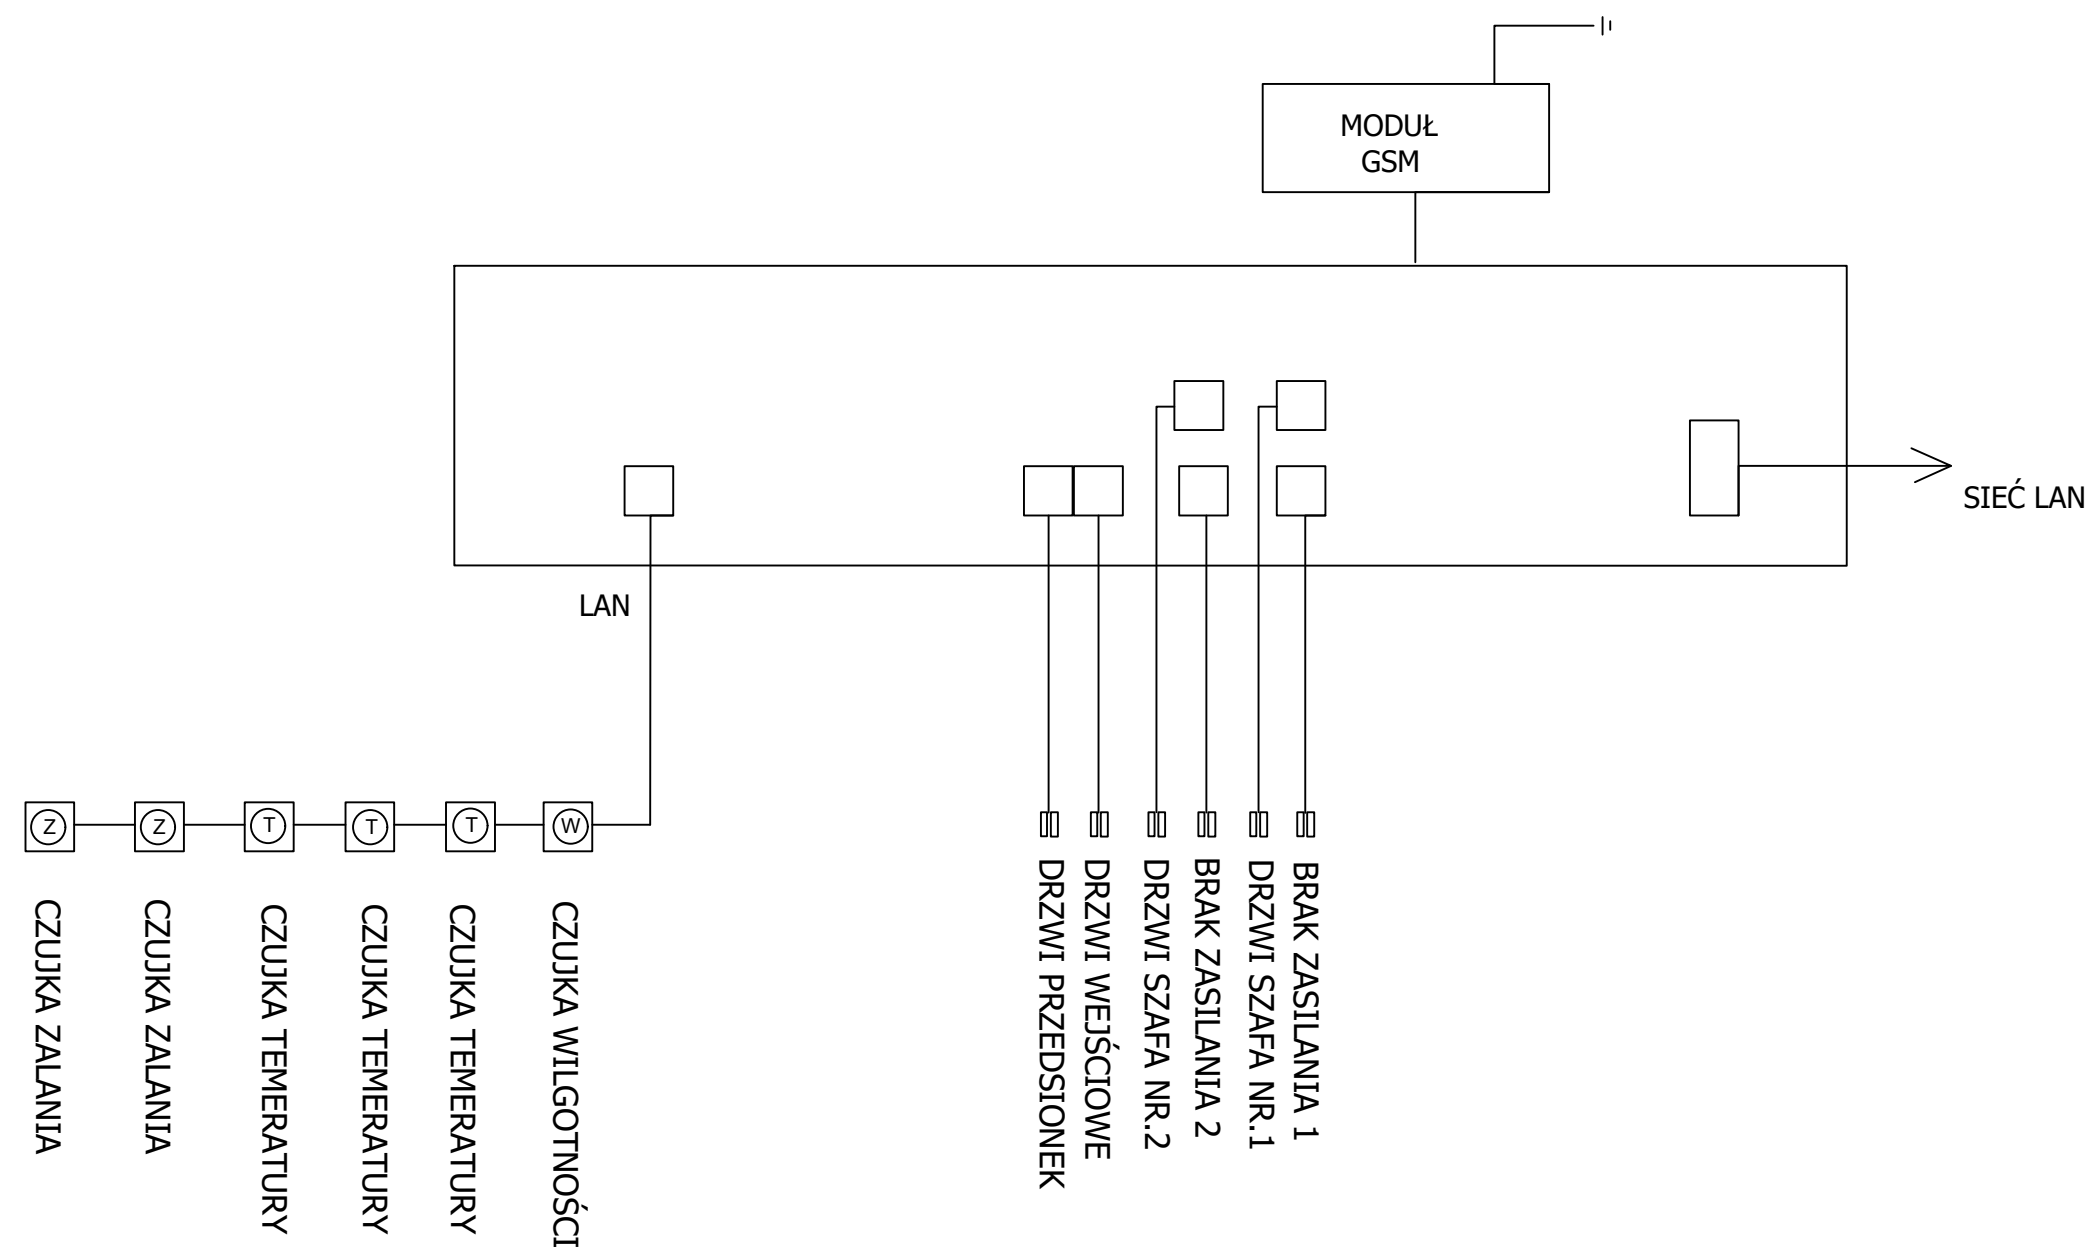 MODUŁ
GSM
SIEĆ LAN
LAN
Z
Z
T
T
T
W
CZUJKA ZALANIA
CZUJKA ZALANIA
CZUJKA TEMERATURY
CZUJKA TEMERATURY
CZUJKA TEMERATURY
CZUJKA WILGOTNOŚCI
DRZWI PRZEDSIONEK
DRZWI WEJŚCIOWE
DRZWI SZAFA NR.2
BRAK ZASILANIA 2
DRZWI SZAFA NR.1
BRAK ZASILANIA 1